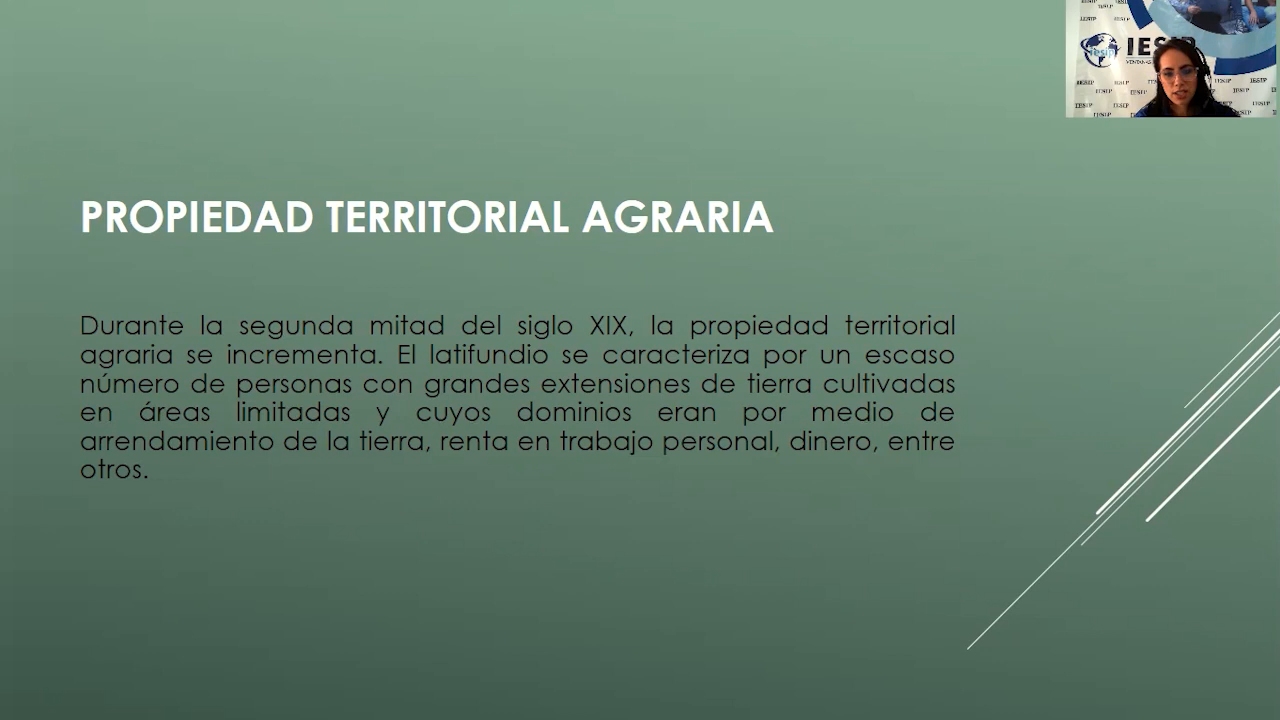 IESIP
PROPIEDAD TERRITORIAL AGRARIA
Durante la segunda mitad del siglo XIX, la propiedad territorial
agraria se incrementa. El latifundio se caracteriza por un escaso
número de personas con grandes extensiones de tierra cultivadas
en áreas limitadas y cuyos dominios eran por medio de
arrendamiento de la tierra, renta en trabajo personal, dinero, entre
otros.